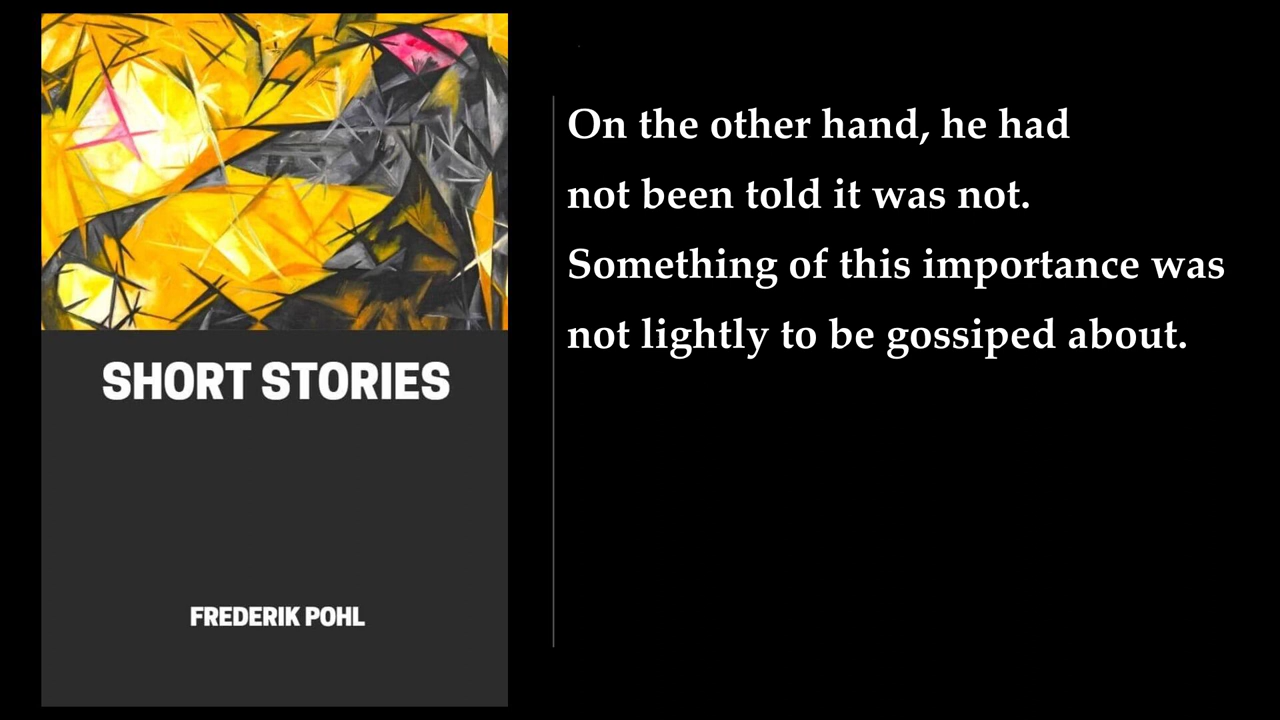 SHORT STORIES
FREDERIK POHL
On the other hand, he had
not been told it was not.
Something of this importance was
not lightly to be gossiped about.